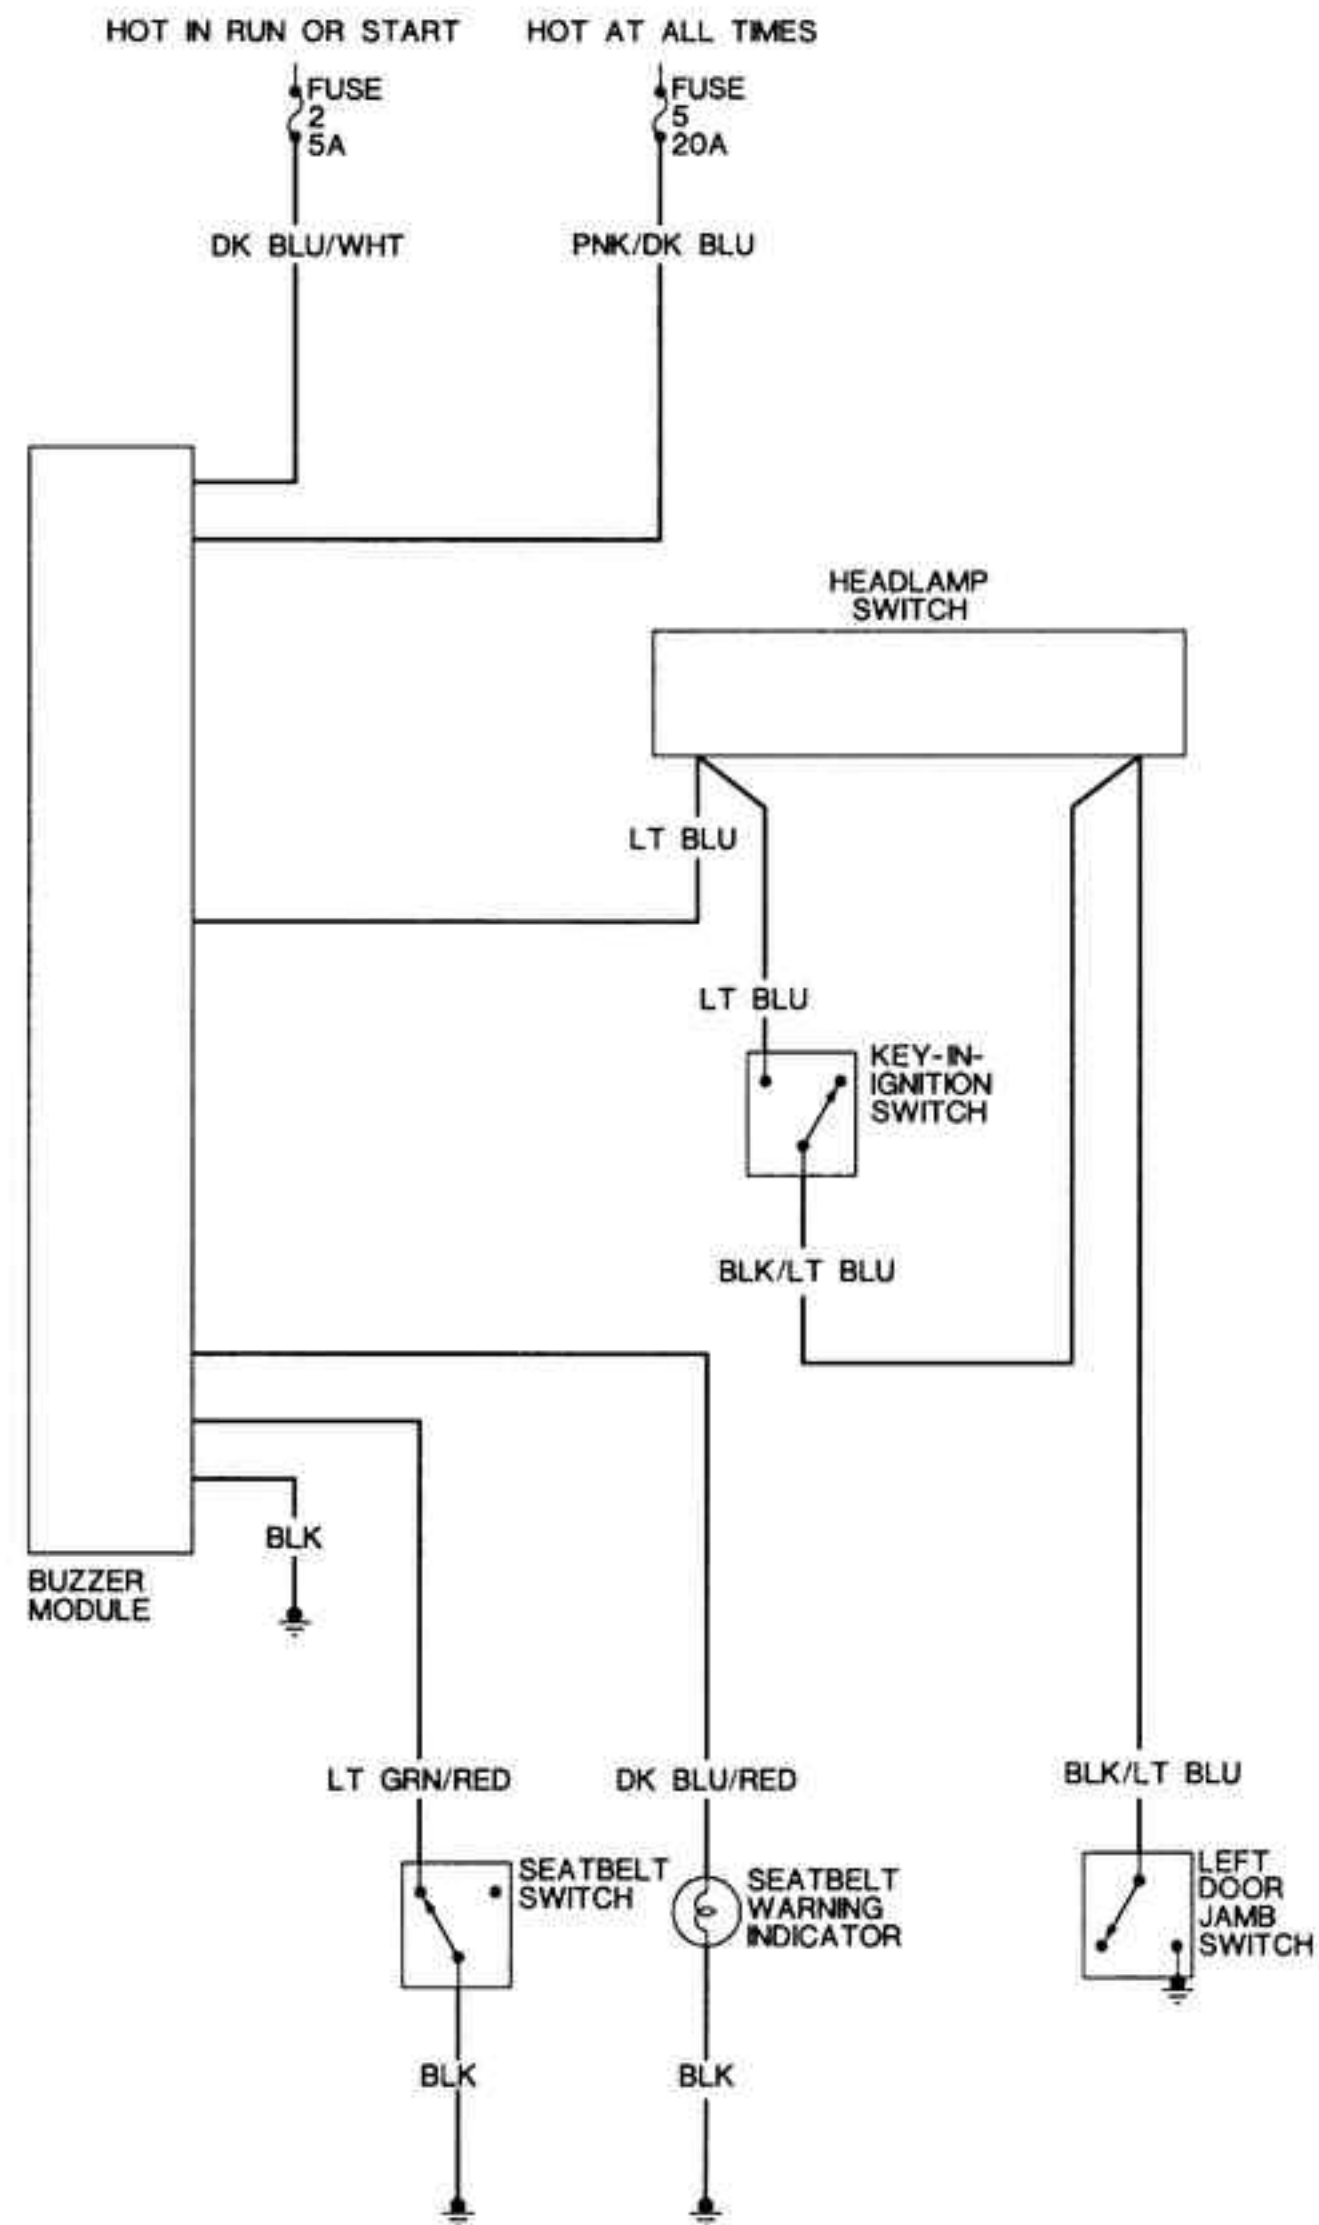 HOT IN RUN OR START
HOT AT ALL TIMES
FUSE
2
5A
FUSE
5
20A
DK BLU/WHT
PNK/DK BLU
HEADLAMP
SWITCH
LT BLU
LT BLU
KEY-IN-
IGNITION
SWITCH
BLK/LT BLU
BLK
BUZZER
MODULE
LT GRN/RED
DK BLU/RED
BLK/LT BLU
SEATBELT
SWITCH
SEATBELT
WARNING
INDICATOR
LEFT
DOOR
JAMB
SWITCH
BLK
BLK